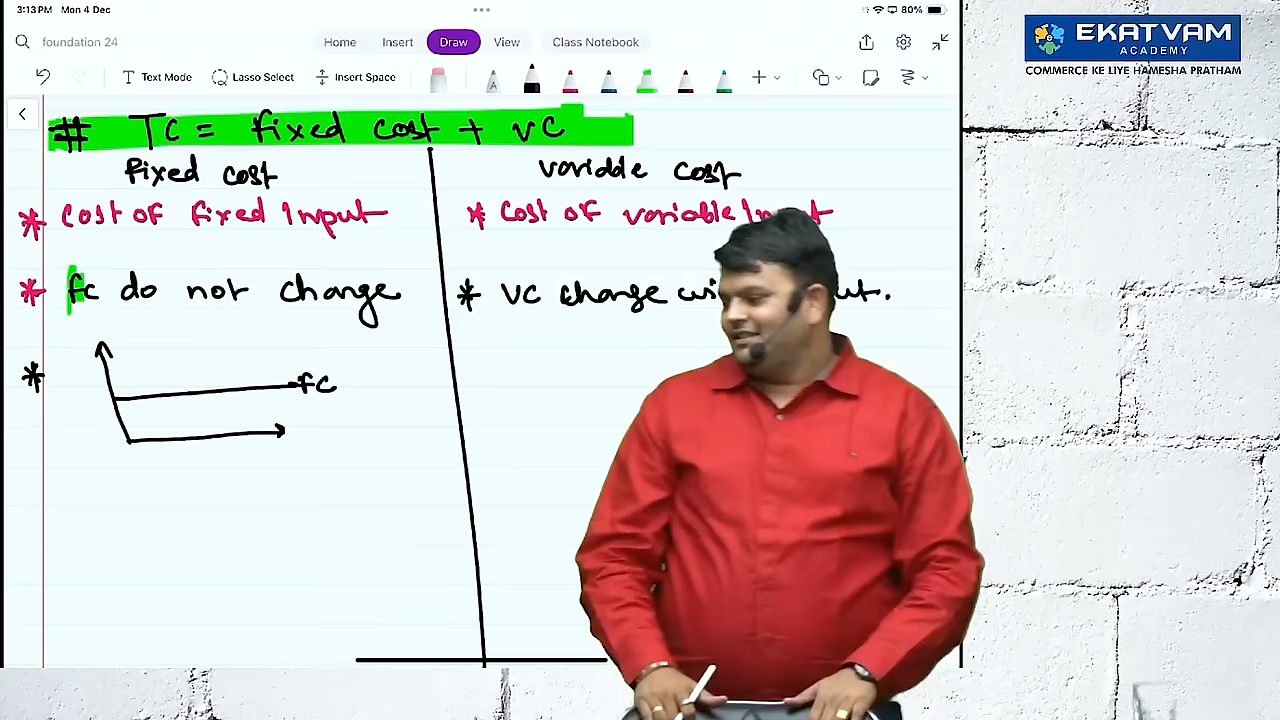 3:13 PM Mon 4 Dec
80%
foundation 24
Home Insert Draw View Class Notebook
Text Mode Lasso Select Insert Space
# TC = fixed cost + VC
fixed cost
variable cost
* cost of fixed Input
* cost of variable Input
* fc do not change
* VC change
*
fC
EKATVAM
ACADEMY
COMMERCE KE LIYE HAMESHA PRATHAM